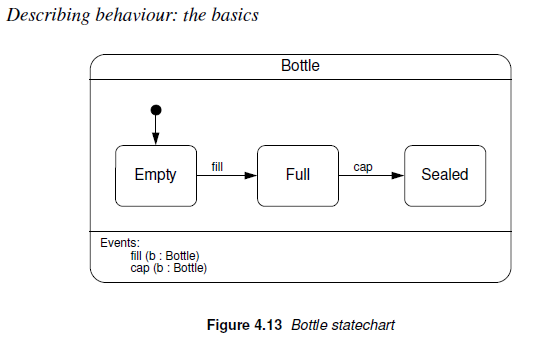 Describing behaviour: the basics
Bottle
Empty
fill
Full
cap
Sealed
Events:
fill (b : Bottle)
cap (b : Bottle)
Figure 4.13 Bottle statechart